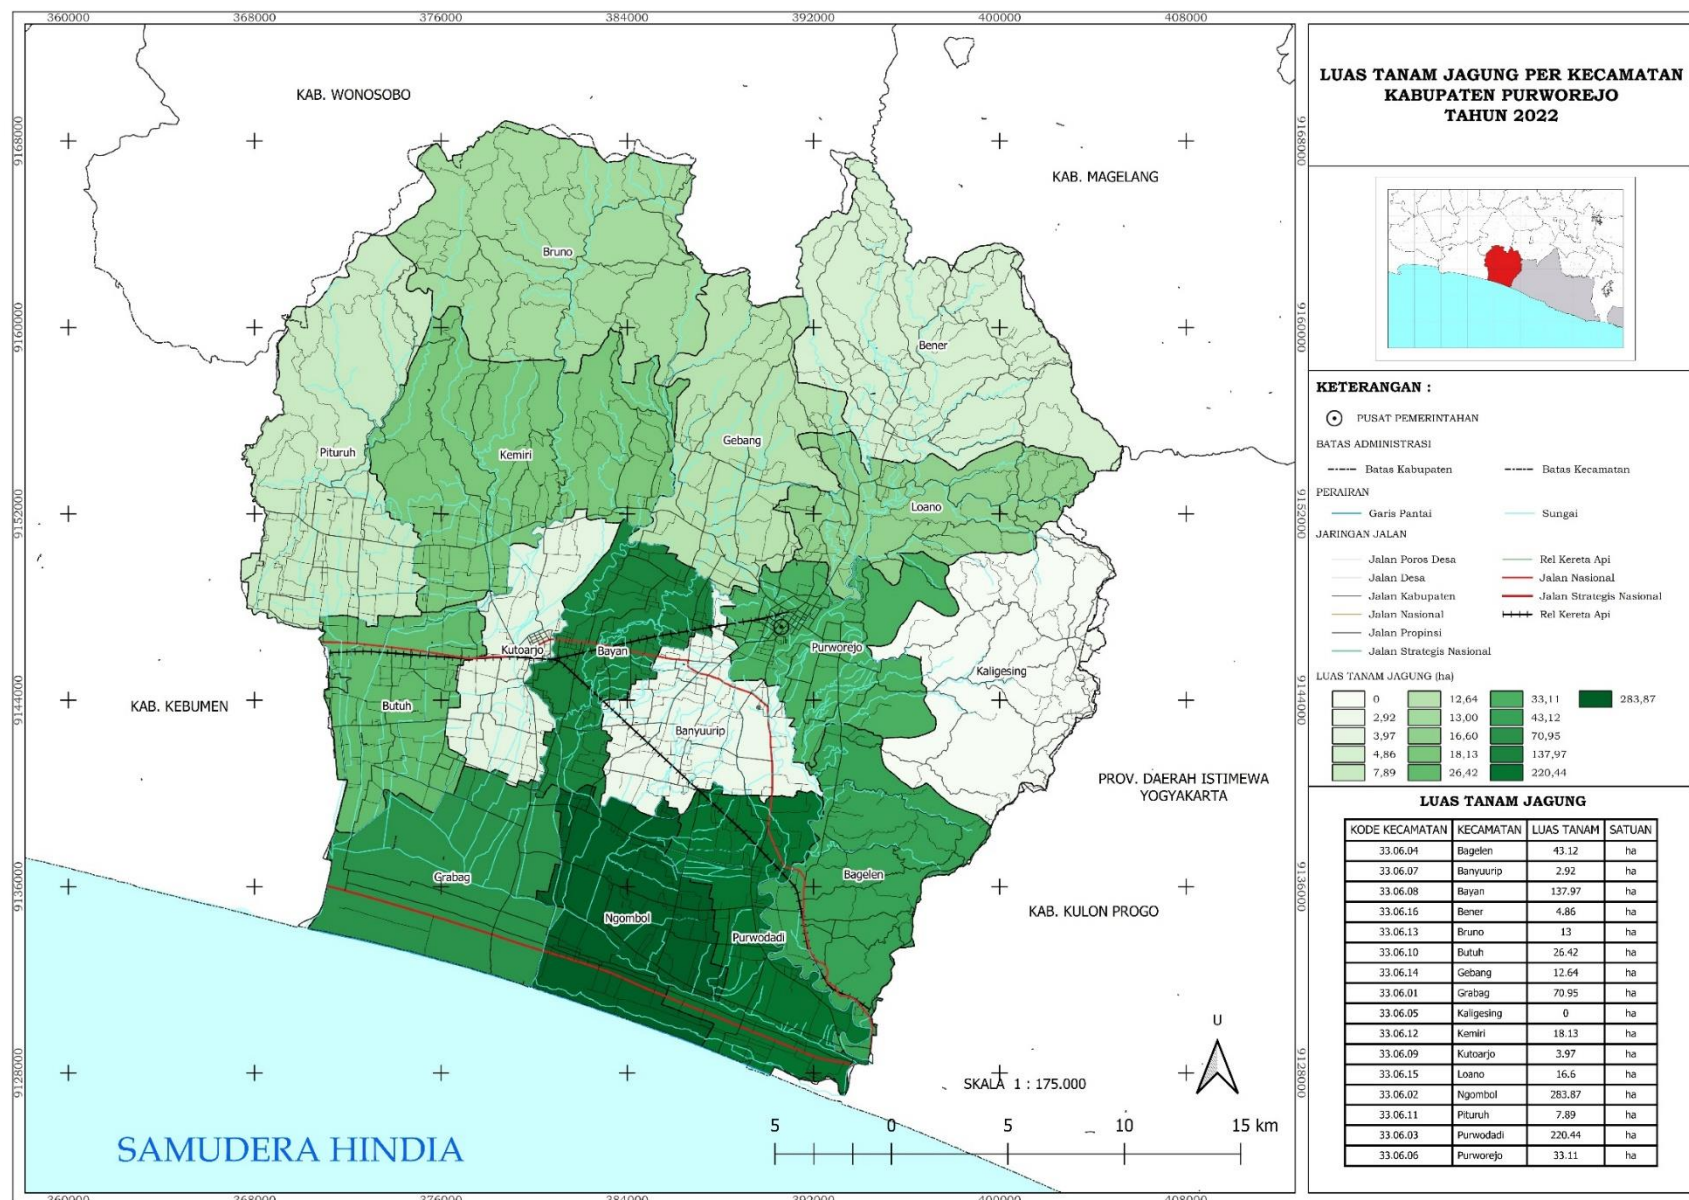 360000 368000 376000 384000 392000 400000 408000
9168000
9160000
9152000
9144000
9136000
9128000
KAB. WONOSOBO
KAB. MAGELANG
Bruno
Bener
Gebang
Pituruh
Kemiri
Loano
Kutoarjo
Bayan
Purworejo
Kaligesing
KAB. KEBUMEN
Butuh
Banyuurip
PROV. DAERAH ISTIMEWA
YOGYAKARTA
Grabag
Bagelen
Ngombol
Purwodadi
KAB. KULON PROGO
U
SKALA 1 : 175.000
5 0 5 10 15 km
SAMUDERA HINDIA
9168000
9160000
9152000
9144000
9136000
9128000
360000 368000 376000 384000 392000 400000 408000
LUAS TANAM JAGUNG PER KECAMATAN
KABUPATEN PURWOREJO
TAHUN 2022
KETERANGAN :
PUSAT PEMERINTAHAN
BATAS ADMINISTRASI
Batas Kabupaten Batas Kecamatan
PERAIRAN
Garis Pantai Sungai
JARINGAN JALAN
Jalan Poros Desa Rel Kereta Api
Jalan Desa Jalan Nasional
Jalan Kabupaten Jalan Strategis Nasional
Jalan Nasional Rel Kereta Api
Jalan Propinsi
Jalan Strategis Nasional
LUAS TANAM JAGUNG (ha)
0 12,64 33,11 283,87
2,92 13,00 43,12
3,97 16,60 70,95
4,86 18,13 137,97
7,89 26,42 220,44
LUAS TANAM JAGUNG
KODE KECAMATAN KECAMATAN LUAS TANAM SATUAN
33.06.04 Bagelen 43.12 ha
33.06.07 Banyuurip 2.92 ha
33.06.08 Bayan 137.97 ha
33.06.16 Bener 4.86 ha
33.06.13 Bruno 13 ha
33.06.10 Butuh 26.42 ha
33.06.14 Gebang 12.64 ha
33.06.01 Grabag 70.95 ha
33.06.05 Kaligesing 0 ha
33.06.12 Kemiri 18.13 ha
33.06.09 Kutoarjo 3.97 ha
33.06.15 Loano 16.6 ha
33.06.02 Ngombol 283.87 ha
33.06.11 Pituruh 7.89 ha
33.06.03 Purwodadi 220.44 ha
33.06.06 Purworejo 33.11 ha